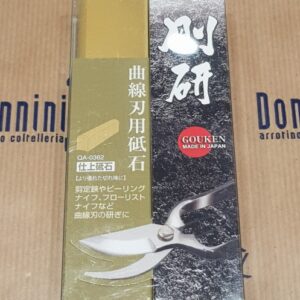 剛研
GOUKEN
MADE IN JAPAN
曲線刃用砥石
QA-0362
仕上砥石
【より優れた切れ味に】
剪定鋏やピーリング
ナイフ、フローリスト
ナイフなど
曲線刃の研ぎに
Donnini
coltelleria
Don
arrotino